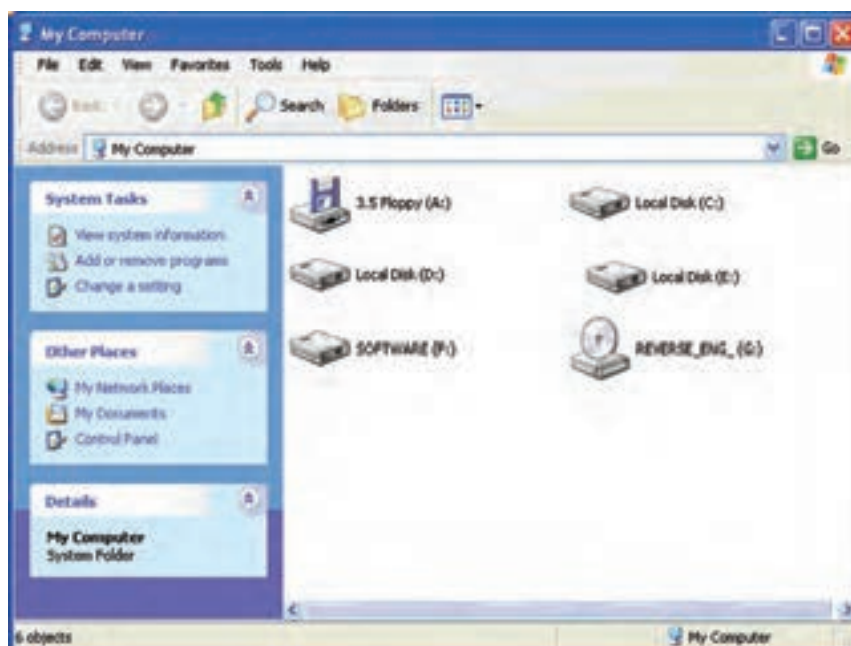 My Computer
File Edit View Favorites Tools Help
Back Search Folders
Address My Computer Go
System Tasks
View system information
Add or remove programs
Change a setting
Other Places
My Network Places
My Documents
Control Panel
Details
My Computer
System Folder
3.5 Floppy (A:) Local Disk (C:)
Local Disk (D:) Local Disk (E:)
SOFTWARE (F:) REVERSE_ENG_ (G:)
6 objects My Computer